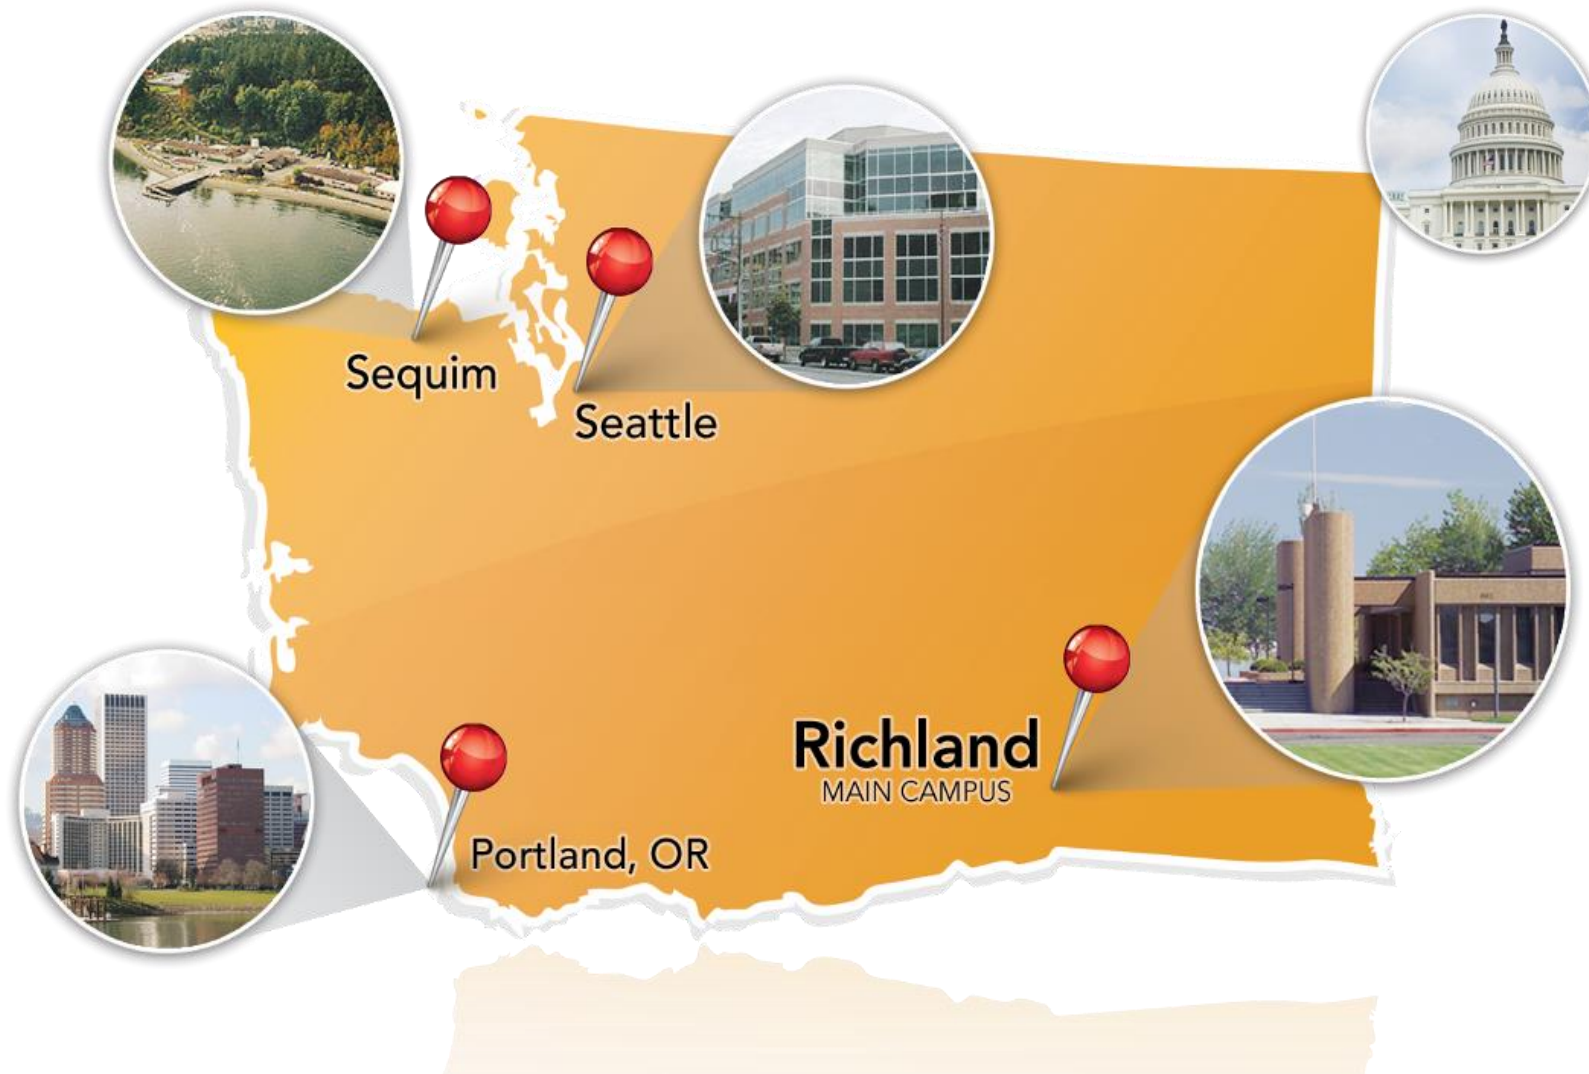 Sequim
Seattle
Richland
MAIN CAMPUS
Portland, OR